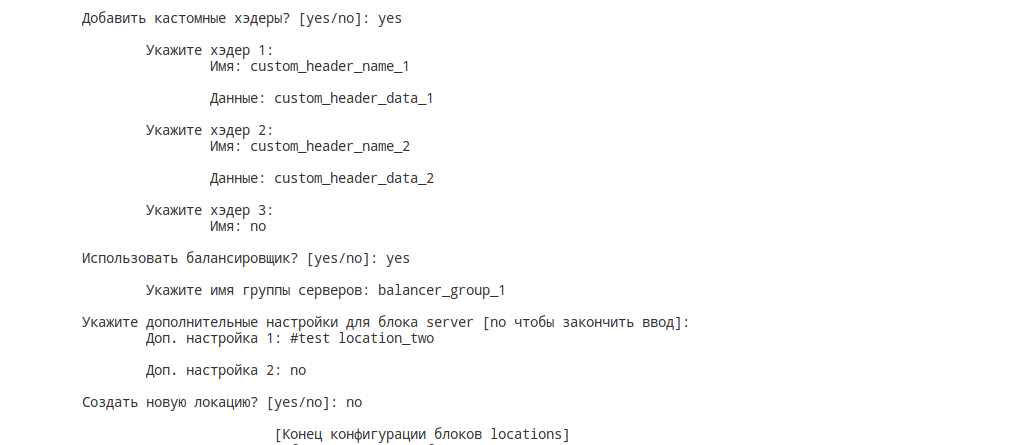 Добавить кастомные хэдеры? [yes/no]: yes
Укажите хэдер 1:
Имя: custom_header_name_1
Данные: custom_header_data_1
Укажите хэдер 2:
Имя: custom_header_name_2
Данные: custom_header_data_2
Укажите хэдер 3:
Имя: no
Использовать балансировщик? [yes/no]: yes
Укажите имя группы серверов: balancer_group_1
Укажите дополнительные настройки для блока server [no чтобы закончить ввод]:
Доп. настройка 1: #test location_two
Доп. настройка 2: no
Создать новую локацию? [yes/no]: no
[Конец конфигурации блоков locations]